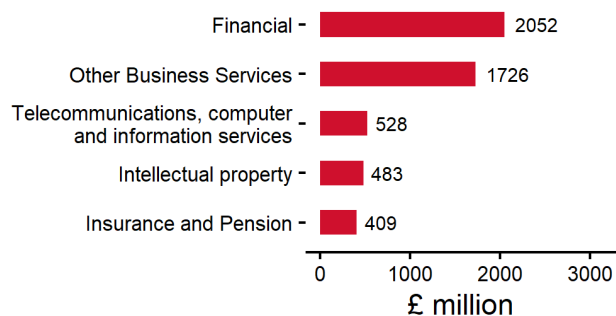 Financial 2052
Other Business Services 1726
Telecommunications, computer
and information services 528
Intellectual property 483
Insurance and Pension 409
0 1000 2000 3000
£ million